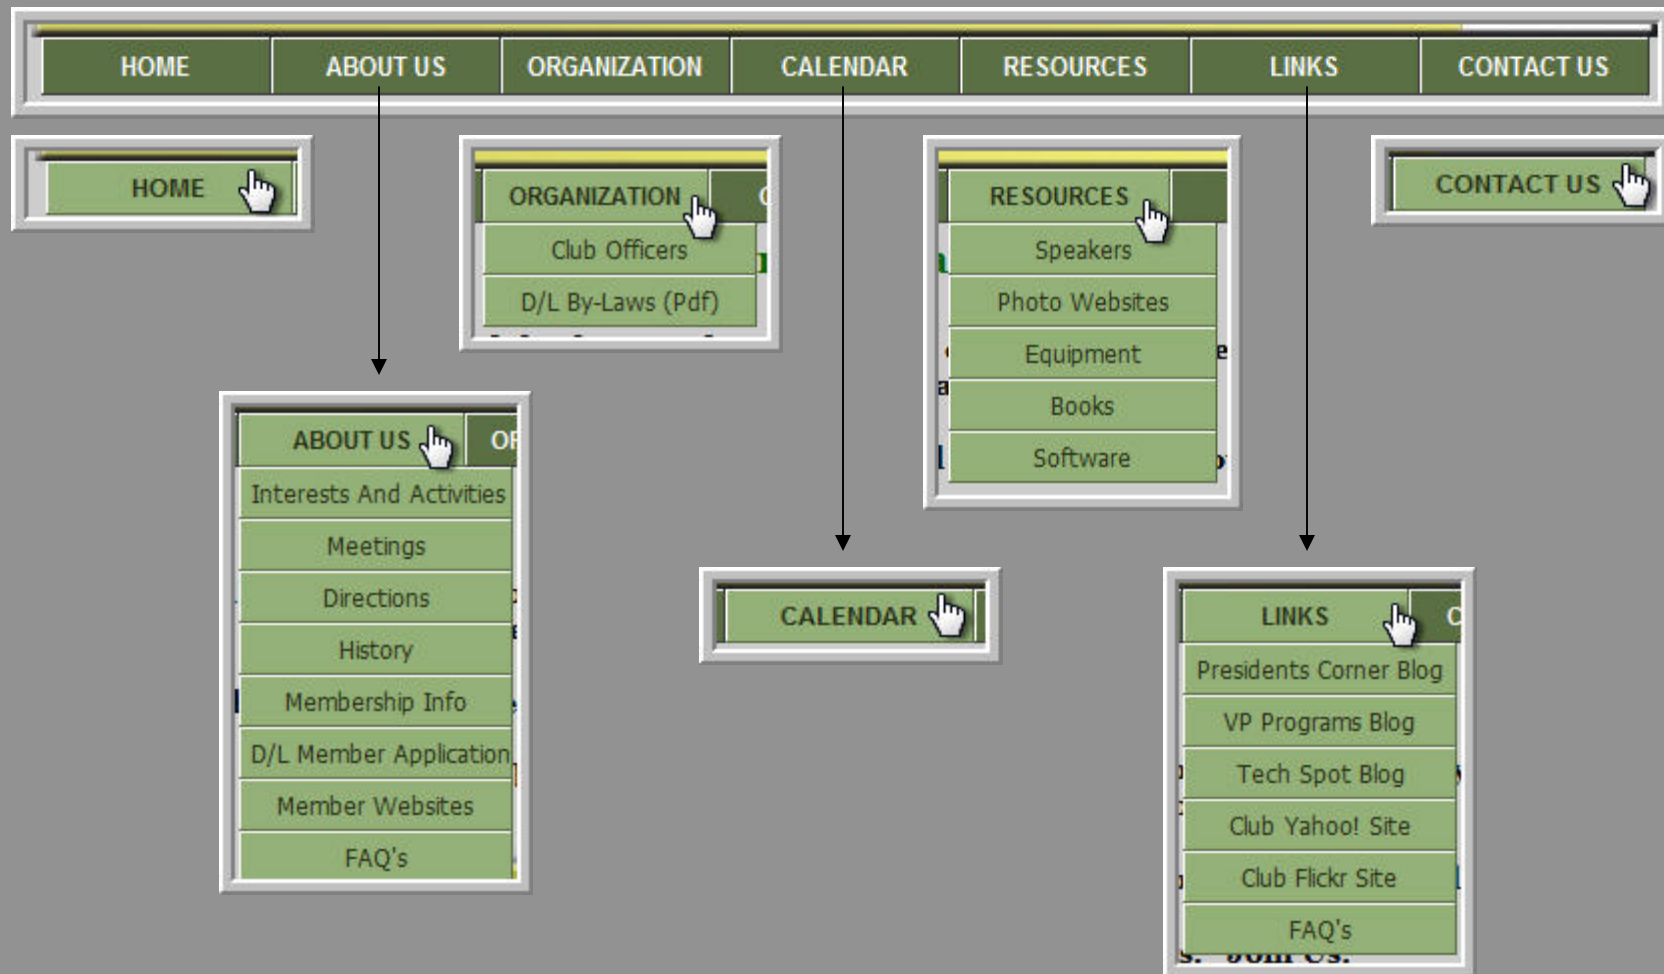 HOME ABOUT US ORGANIZATION CALENDAR RESOURCES LINKS CONTACT US
HOME
ORGANIZATION
Club Officers
D/L By-Laws (Pdf)
RESOURCES
Speakers
Photo Websites
Equipment
Books
Software
CONTACT US
ABOUT US
Interests And Activities
Meetings
Directions
History
Membership Info
D/L Member Application
Member Websites
FAQ's
CALENDAR
LINKS
Presidents Corner Blog
VP Programs Blog
Tech Spot Blog
Club Yahoo! Site
Club Flickr Site
FAQ's